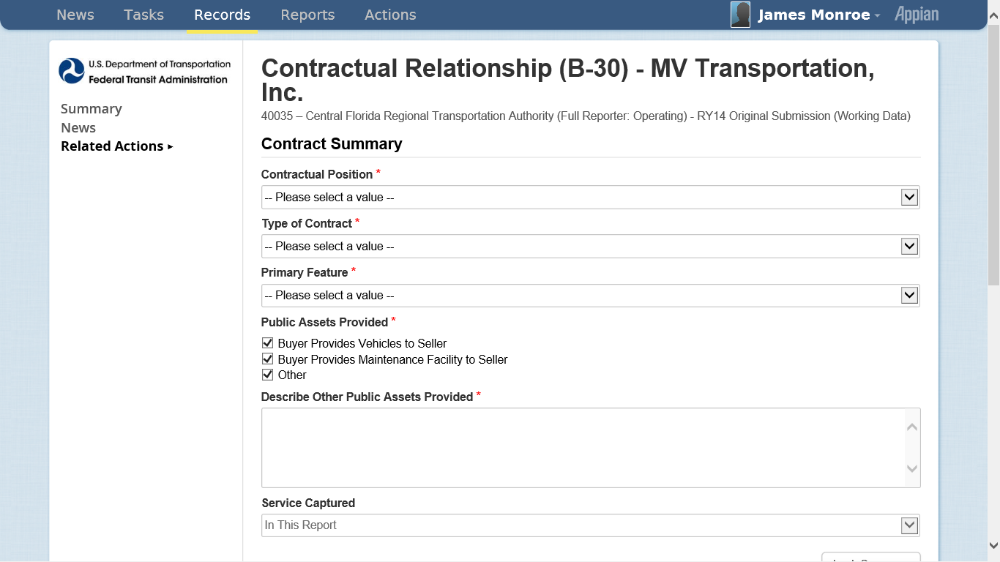 News Tasks Records Reports Actions James Monroe Appian
U.S. Department of Transportation
Federal Transit Administration
Summary
News
Related Actions
Contractual Relationship (B-30) - MV Transportation,
Inc.
40035 – Central Florida Regional Transportation Authority (Full Reporter: Operating) - RY14 Original Submission (Working Data)
Contract Summary
Contractual Position *
-- Please select a value --
Type of Contract *
-- Please select a value --
Primary Feature *
-- Please select a value --
Public Assets Provided *
Buyer Provides Vehicles to Seller
Buyer Provides Maintenance Facility to Seller
Other
Describe Other Public Assets Provided *
Service Captured
In This Report